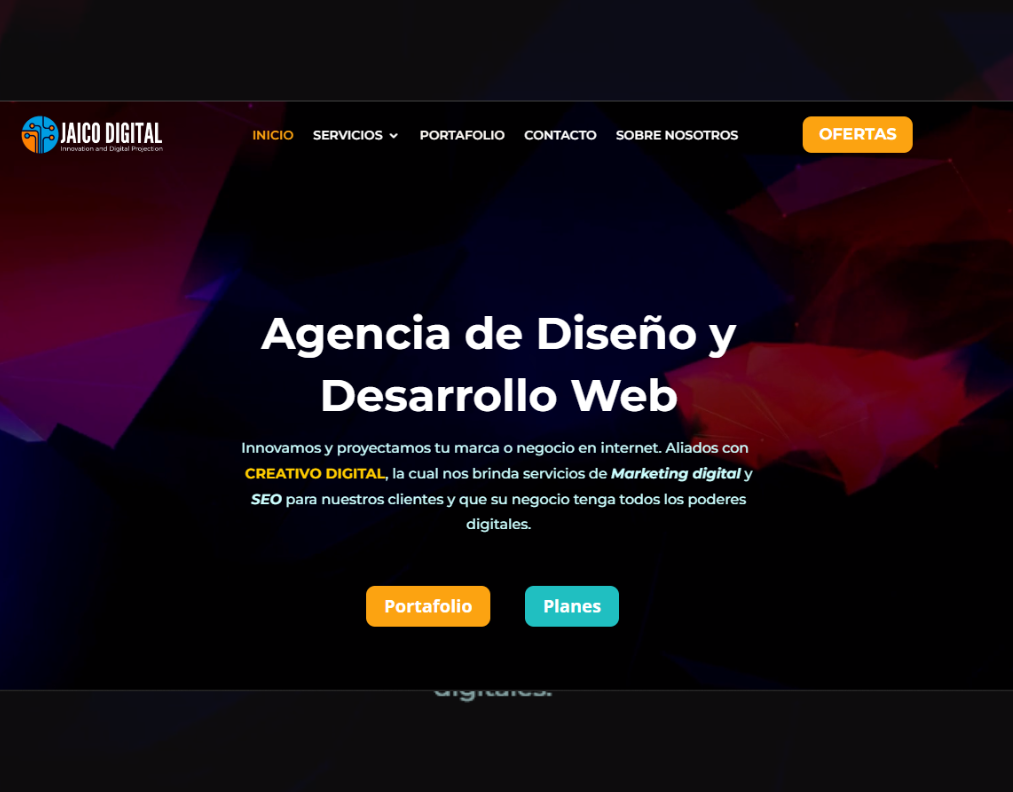 JAICO DIGITAL
Innovation and Digital Projection
INICIO SERVICIOS PORTAFOLIO CONTACTO SOBRE NOSOTROS OFERTAS
Agencia de Diseño y
Desarrollo Web
Innovamos y proyectamos tu marca o negocio en internet. Aliados con
CREATIVO DIGITAL, la cual nos brinda servicios de Marketing digital y
SEO para nuestros clientes y que su negocio tenga todos los poderes
digitales.
Portafolio Planes
digitales.